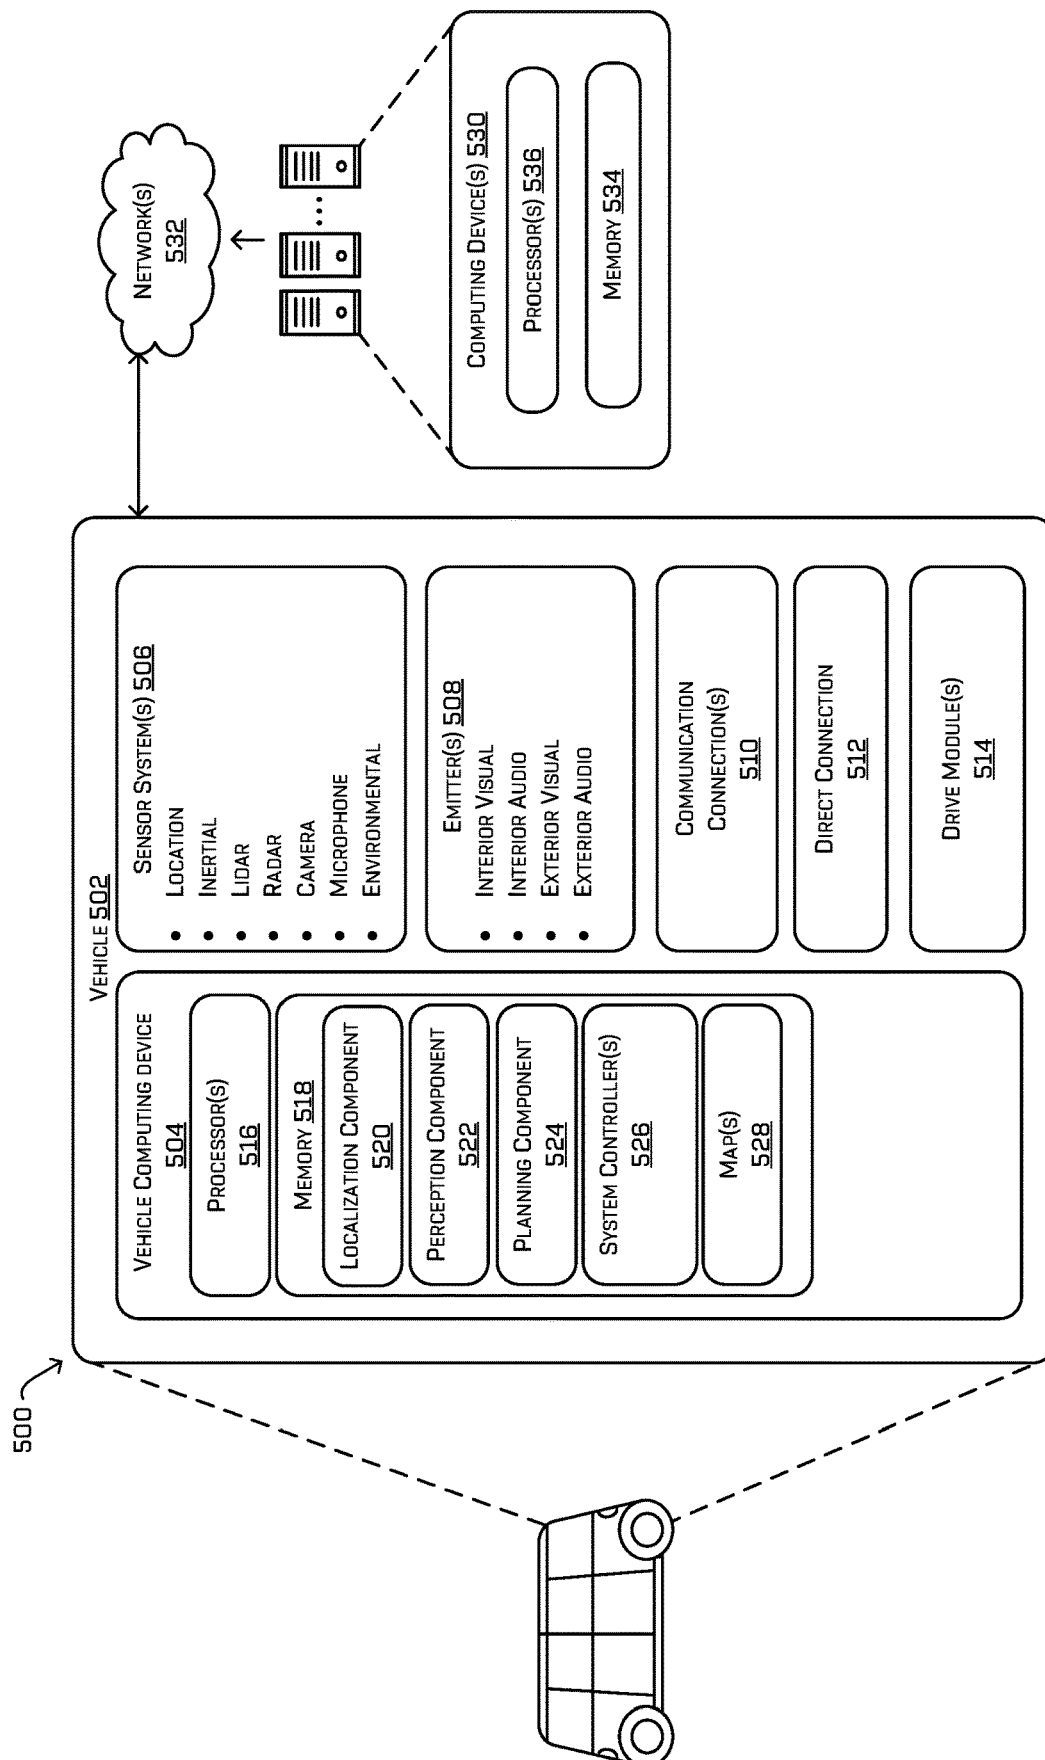 500
VEHICLE 502
VEHICLE COMPUTING DEVICE
504
PROCESSOR(S)
516
MEMORY 518
LOCALIZATION COMPONENT
520
PERCEPTION COMPONENT
522
PLANNING COMPONENT
524
SYSTEM CONTROLLER(S)
526
MAP(S)
528
SENSOR SYSTEM(S) 506
• LOCATION
• INERTIAL
• LIDAR
• RADAR
• CAMERA
• MICROPHONE
• ENVIRONMENTAL
EMITTER(S) 508
• INTERIOR VISUAL
• INTERIOR AUDIO
• EXTERIOR VISUAL
• EXTERIOR AUDIO
COMMUNICATION
CONNECTION(S)
510
DIRECT CONNECTION
512
DRIVE MODULE(S)
514
NETWORK(S)
532
COMPUTING DEVICE(S) 530
PROCESSOR(S) 536
MEMORY 534